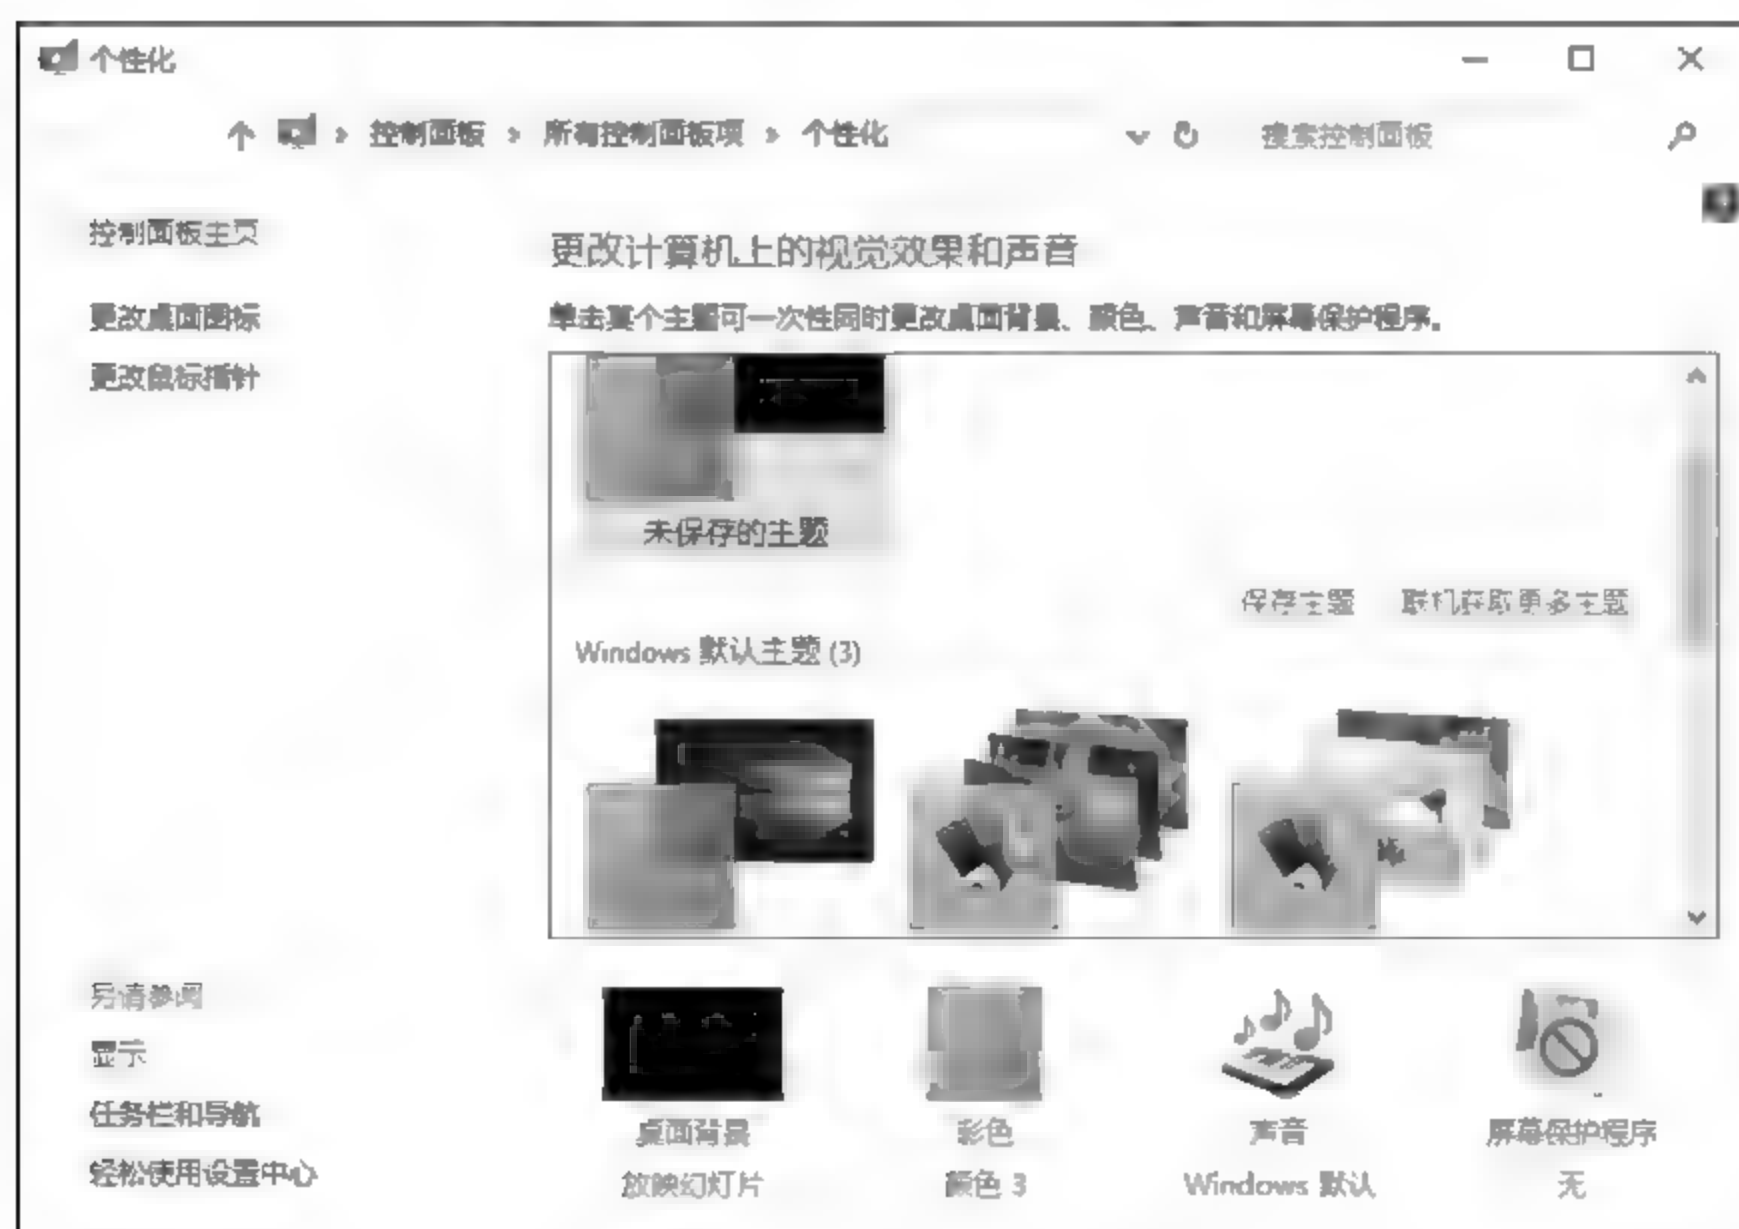 个性化
控制面板 › 所有控制面板项 › 个性化
搜索控制面板
控制面板主页
更改桌面图标
更改鼠标指针
更改计算机上的视觉效果和声音
单击某个主题可一次性同时更改桌面背景、颜色、声音和屏幕保护程序。
未保存的主题
保存主题 联机获取更多主题
Windows 默认主题 (3)
另请参阅
显示
任务栏和导航
轻松使用设置中心
桌面背景
放映幻灯片
彩色
颜色 3
声音
Windows 默认
屏幕保护程序
无